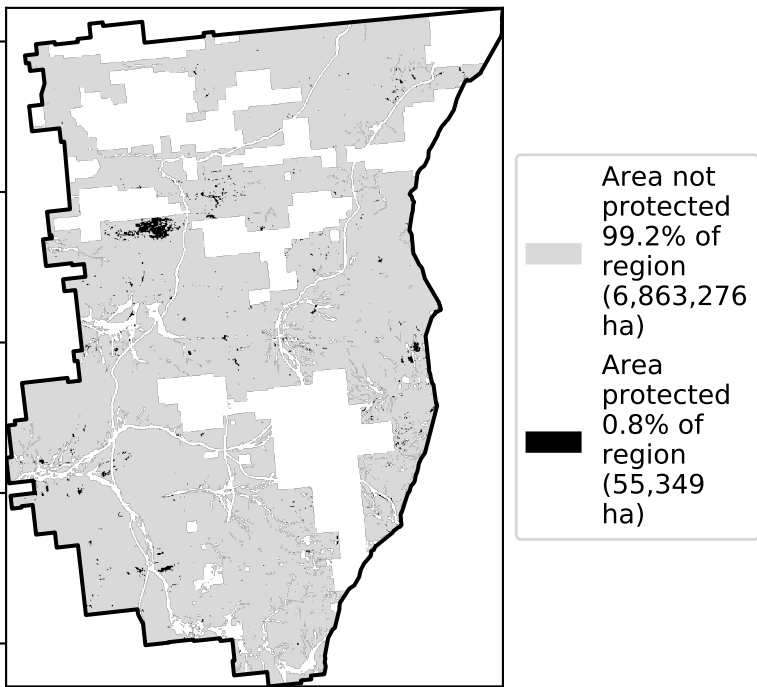 Area not
protected
99.2% of
region
(6,863,276
ha)
Area
protected
0.8% of
region
(55,349
ha)